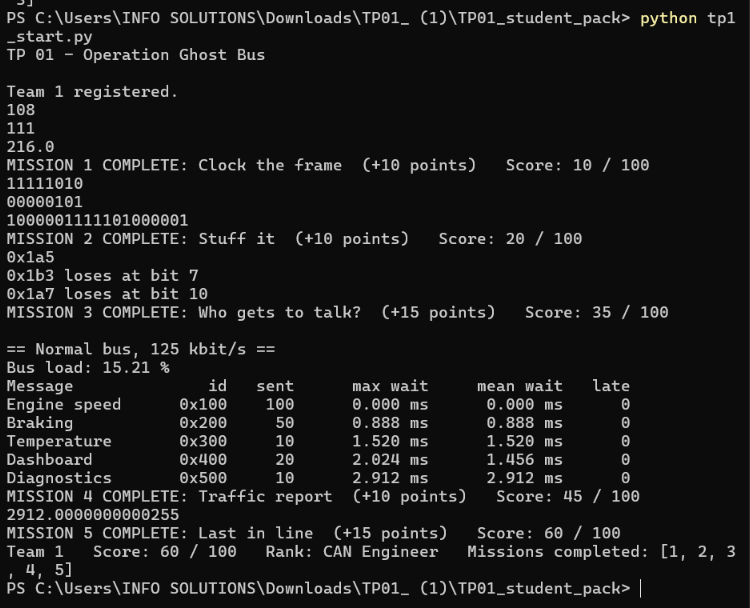 3]
PS C:\Users\INFO SOLUTIONS\Downloads\TP01_ (1)\TP01_student_pack> python tp1
_start.py
TP 01 - Operation Ghost Bus
Team 1 registered.
108
111
216.0
MISSION 1 COMPLETE: Clock the frame  (+10 points)   Score: 10 / 100
11111010
00000101
1000001111101000001
MISSION 2 COMPLETE: Stuff it  (+10 points)   Score: 20 / 100
0x1a5
0x1b3 loses at bit 7
0x1a7 loses at bit 10
MISSION 3 COMPLETE: Who gets to talk?  (+15 points)   Score: 35 / 100
== Normal bus, 125 kbit/s ==
Bus load: 15.21 %
Message              id   sent      max wait     mean wait   late
Engine speed      0x100    100      0.000 ms      0.000 ms      0
Braking           0x200     50      0.888 ms      0.888 ms      0
Temperature       0x300     10      1.520 ms      1.520 ms      0
Dashboard         0x400     20      2.024 ms      1.456 ms      0
Diagnostics       0x500     10      2.912 ms      2.912 ms      0
MISSION 4 COMPLETE: Traffic report  (+10 points)   Score: 45 / 100
2912.0000000000255
MISSION 5 COMPLETE: Last in line  (+15 points)   Score: 60 / 100
Team 1   Score: 60 / 100   Rank: CAN Engineer   Missions completed: [1, 2, 3
, 4, 5]
PS C:\Users\INFO SOLUTIONS\Downloads\TP01_ (1)\TP01_student_pack>